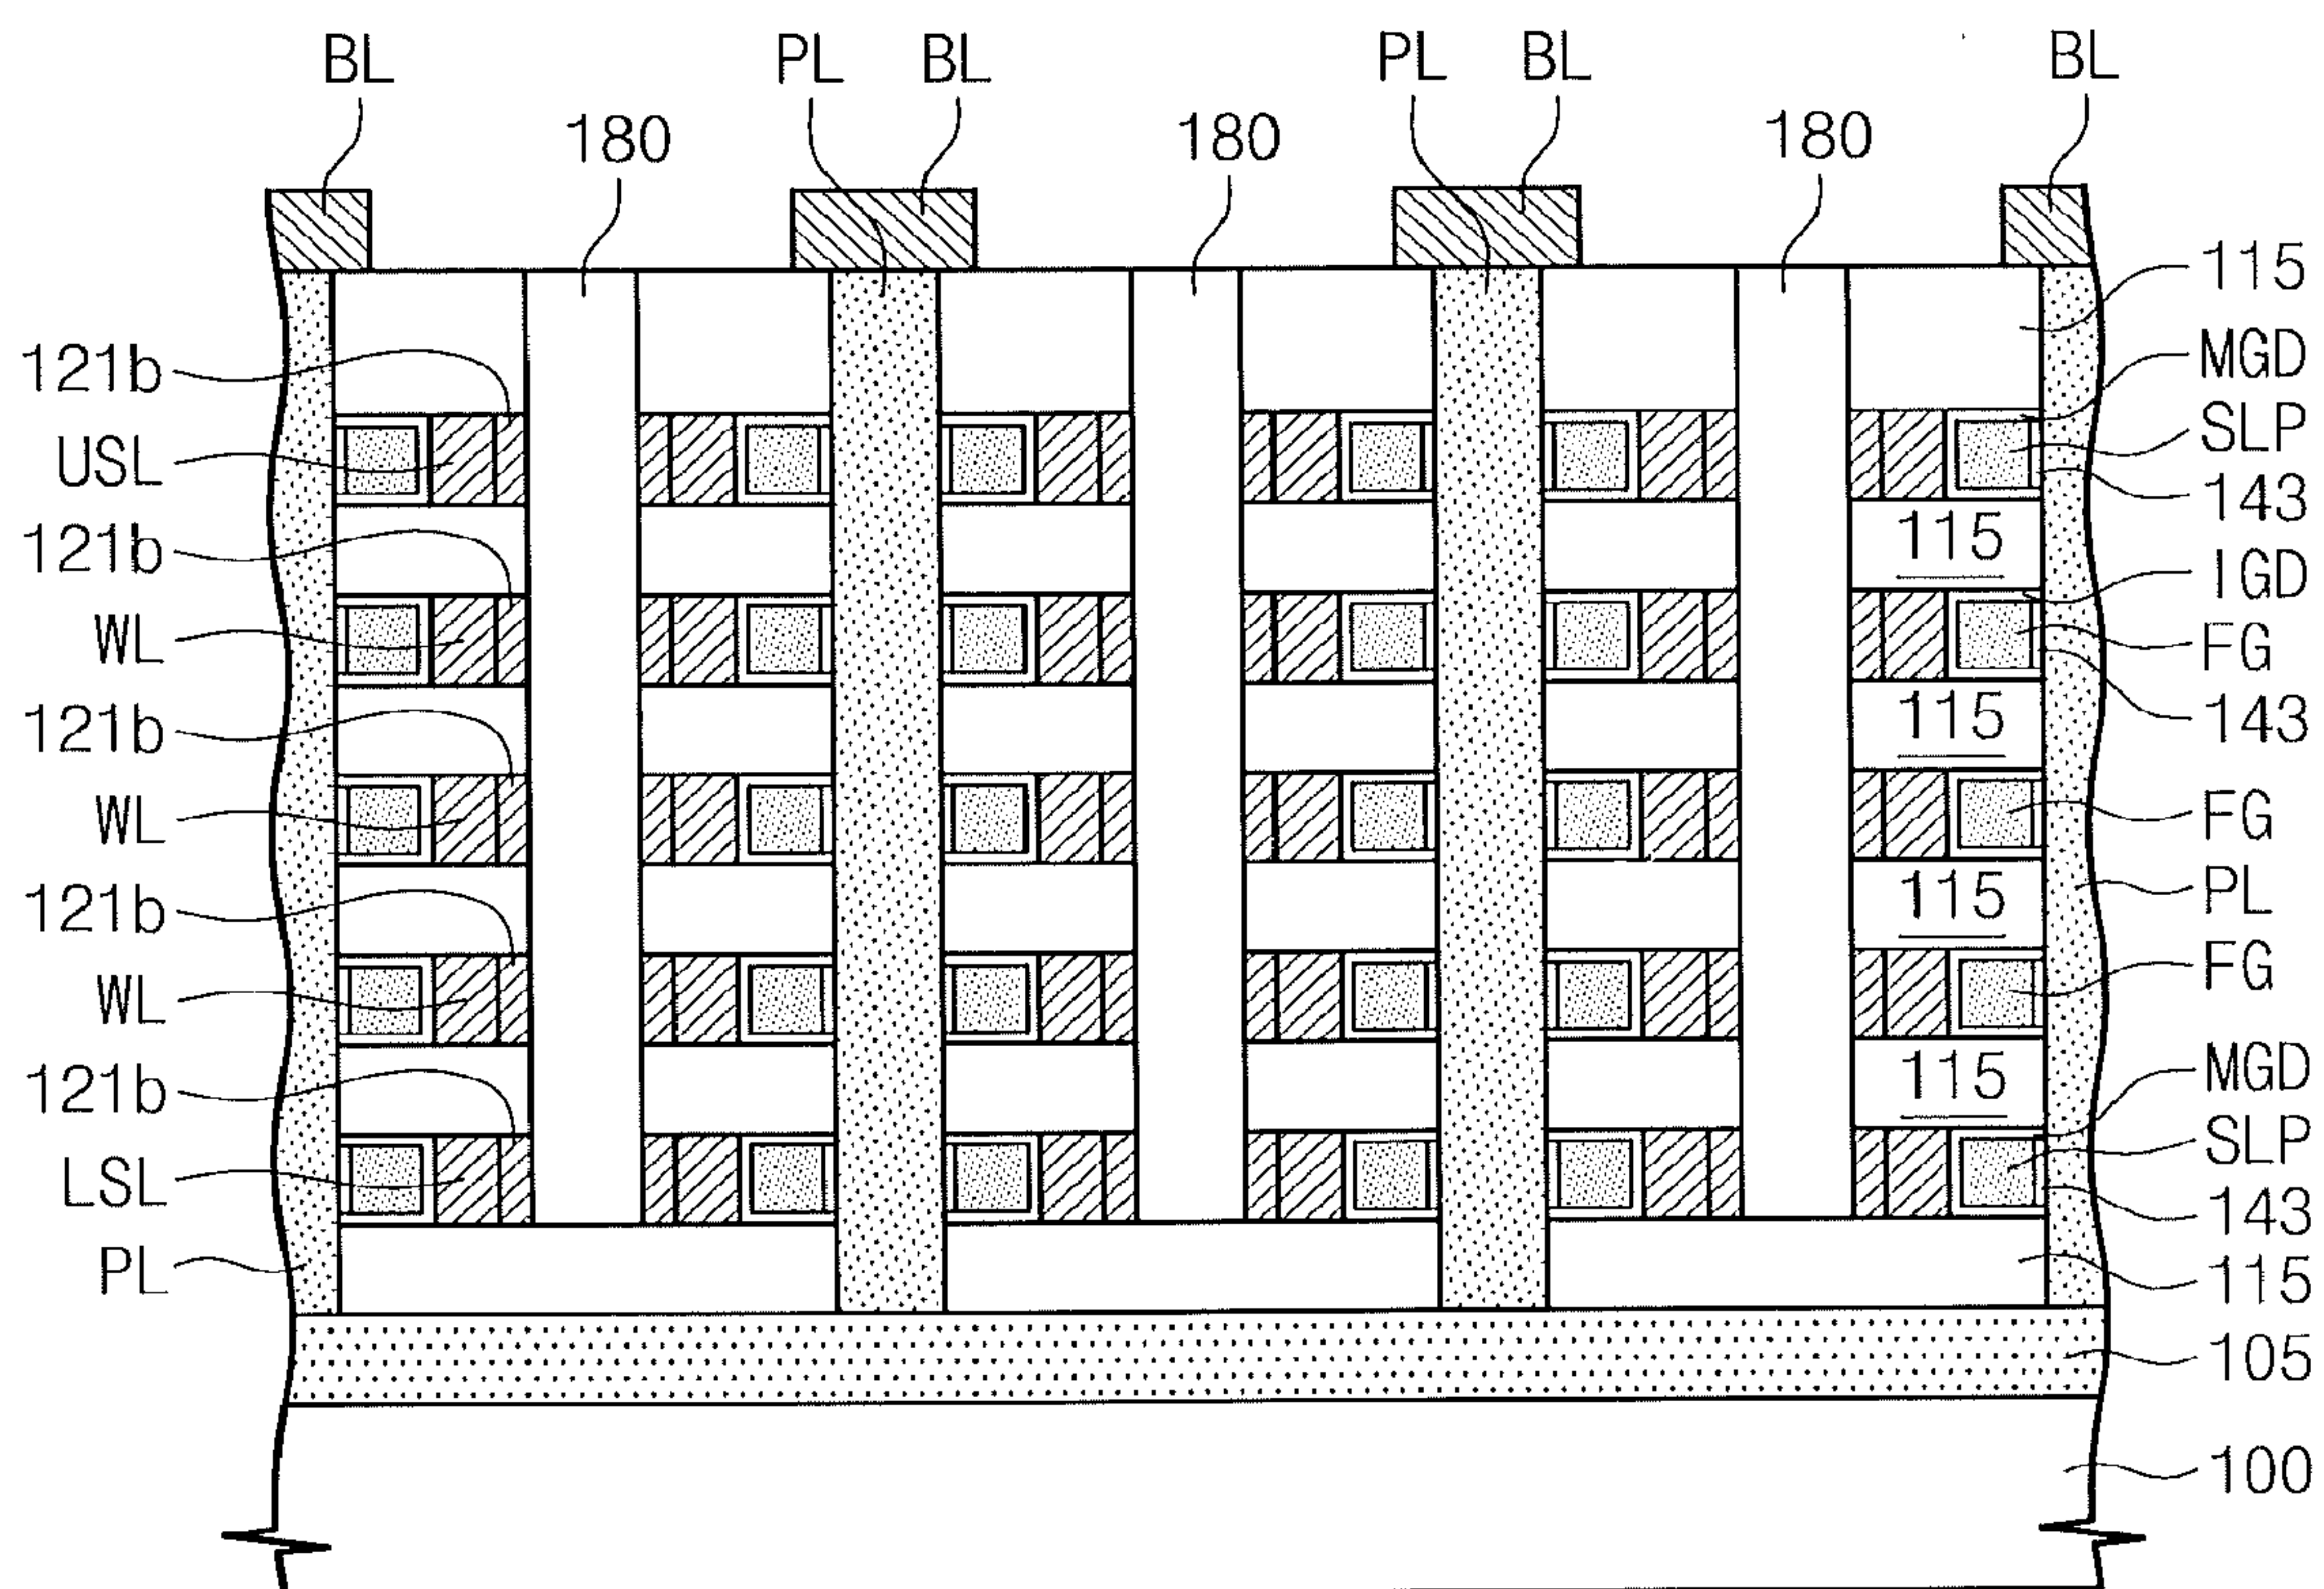 BL PL BL PL BL BL
180 180 180
115
121b MGD
USL SLP
143
121b 115
IGD
WL FG
121b 115 143
WL FG
121b 115 PL
WL FG
121b 115 MGD
LSL SLP
143
PL 115
105
100